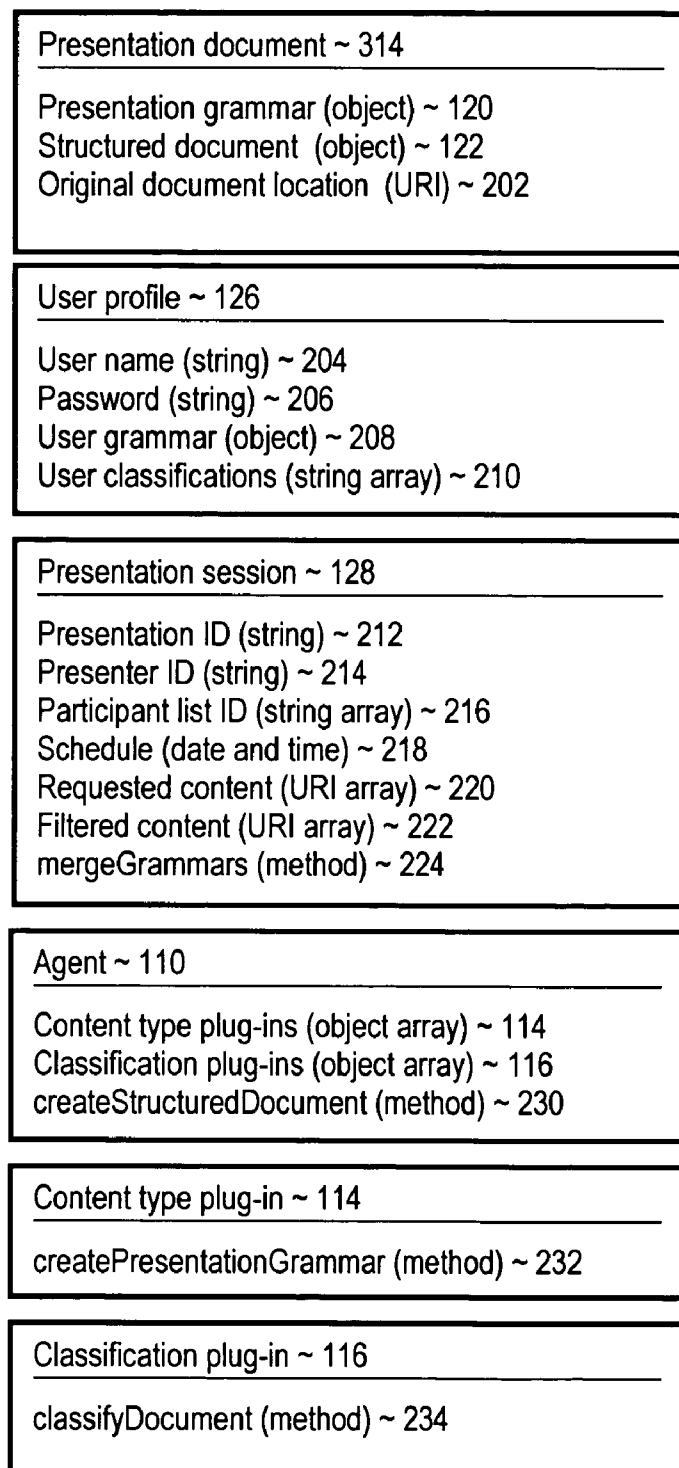 Presentation document ~ 314
Presentation grammar (object) ~ 120
Structured document (object) ~ 122
Original document location (URI) ~ 202
User profile ~ 126
User name (string) ~ 204
Password (string) ~ 206
User grammar (object) ~ 208
User classifications (string array) ~ 210
Presentation session ~ 128
Presentation ID (string) ~ 212
Presenter ID (string) ~ 214
Participant list ID (string array) ~ 216
Schedule (date and time) ~ 218
Requested content (URI array) ~ 220
Filtered content (URI array) ~ 222
mergeGrammars (method) ~ 224
Agent ~ 110
Content type plug-ins (object array) ~ 114
Classification plug-ins (object array) ~ 116
createStructuredDocument (method) ~ 230
Content type plug-in ~ 114
createPresentationGrammar (method) ~ 232
Classification plug-in ~ 116
classifyDocument (method) ~ 234